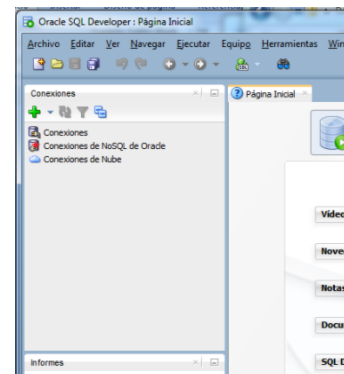 Oracle SQL Developer : Página Inicial
Archivo Editar Ver Navegar Ejecutar Equipo Herramientas
Conexiones
Página Inicial
Conexiones
Conexiones de NoSQL de Oracle
Conexiones de Nube
Notas
Informes